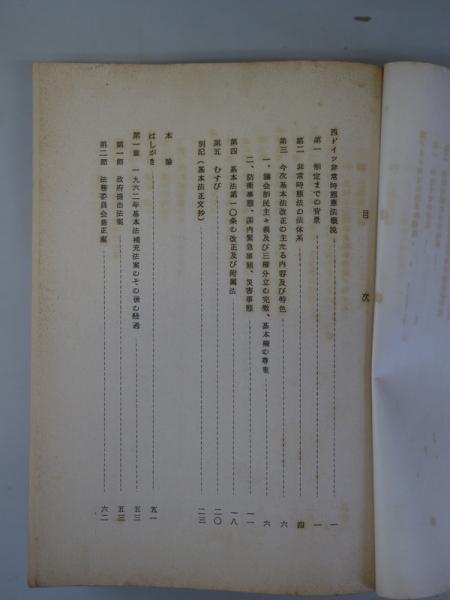 目次
西ドイツ非常時態憲法概説 一
第一 制定までの背景 一
第二 非常時態憲法の法体系 四
第三 今次基本法改正の主たる内容及び特色 六
一、議会制民主々義及び三権分立の完徹、基本権の尊重 六
二、防衛事態、国内緊急事態、災害事態 一一
第四 基本法第一〇条の改正及び附属法 一八
第五 むすび 二〇
別記(基本法正文抄) 二三
本論
はしがき 五一
第一章 一九六二年基本法補充法案のその後の経過 五三
第一節 政府提出法案 五三
第二節 法務委員会修正案 六二